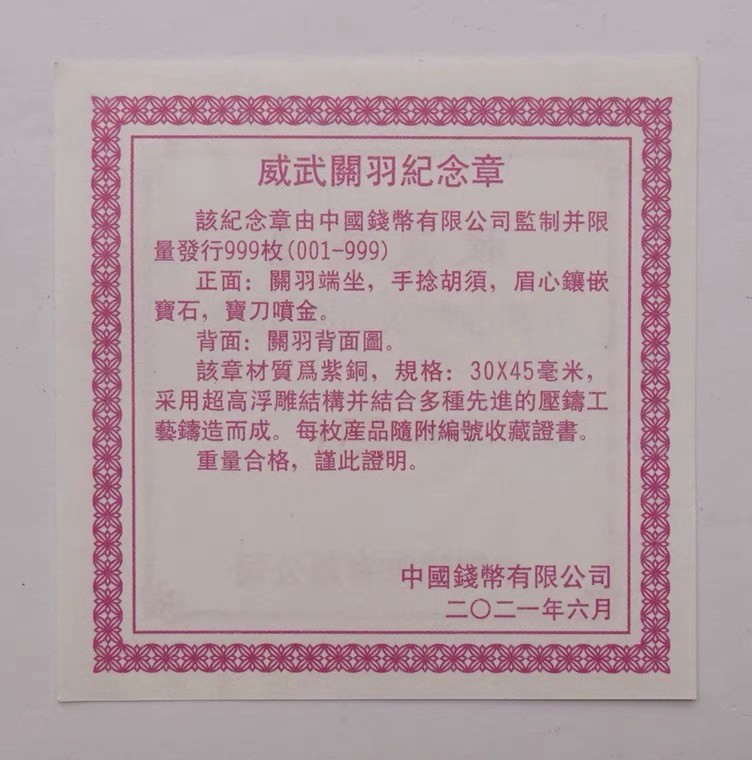 威武關羽紀念章
該紀念章由中國錢幣有限公司監制并限
量發行999枚(001-999)
正面：關羽端坐，手捻胡須，眉心鑲嵌
寶石，寶刀噴金。
背面：關羽背面圖。
該章材質爲紫銅，規格：30X45毫米，
采用超高浮雕結構并結合多種先進的壓鑄工
藝鑄造而成。每枚産品隨附編號收藏證書。
重量合格，謹此證明。
中國錢幣有限公司
二〇二一年六月